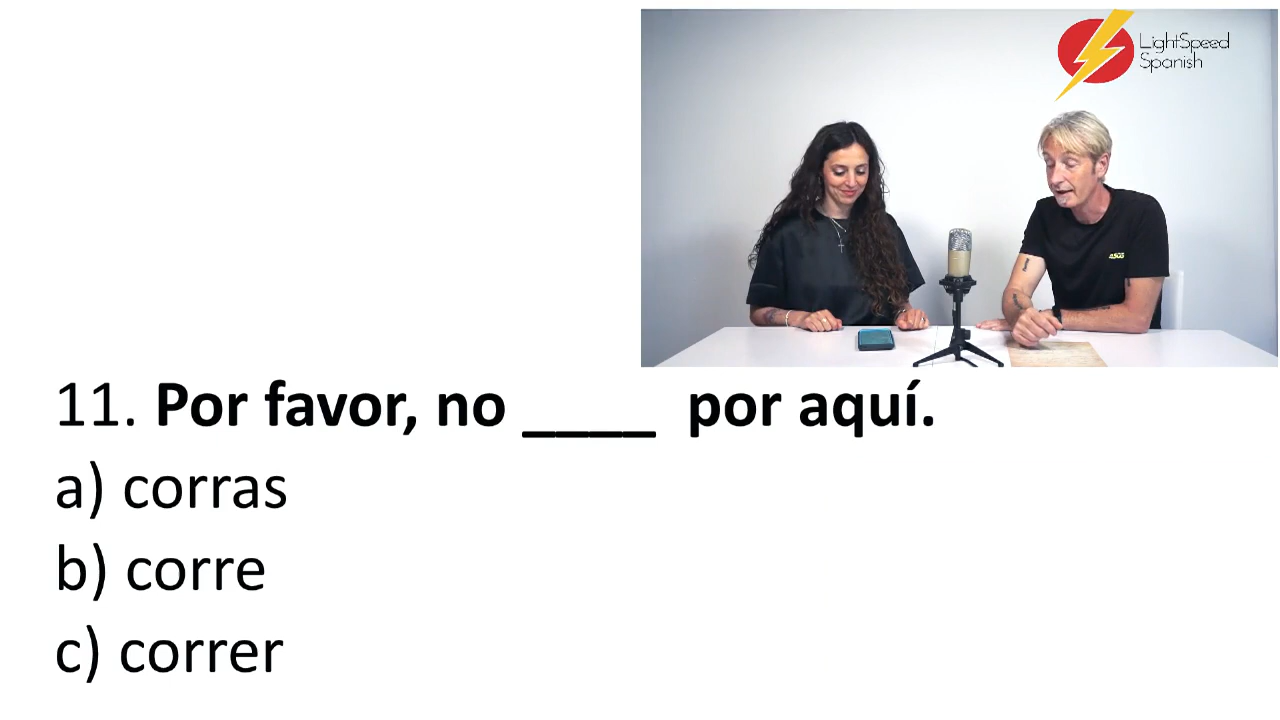 LightSpeed
Spanish
11. Por favor, no ____ por aquí.
a) corras
b) corre
c) correr